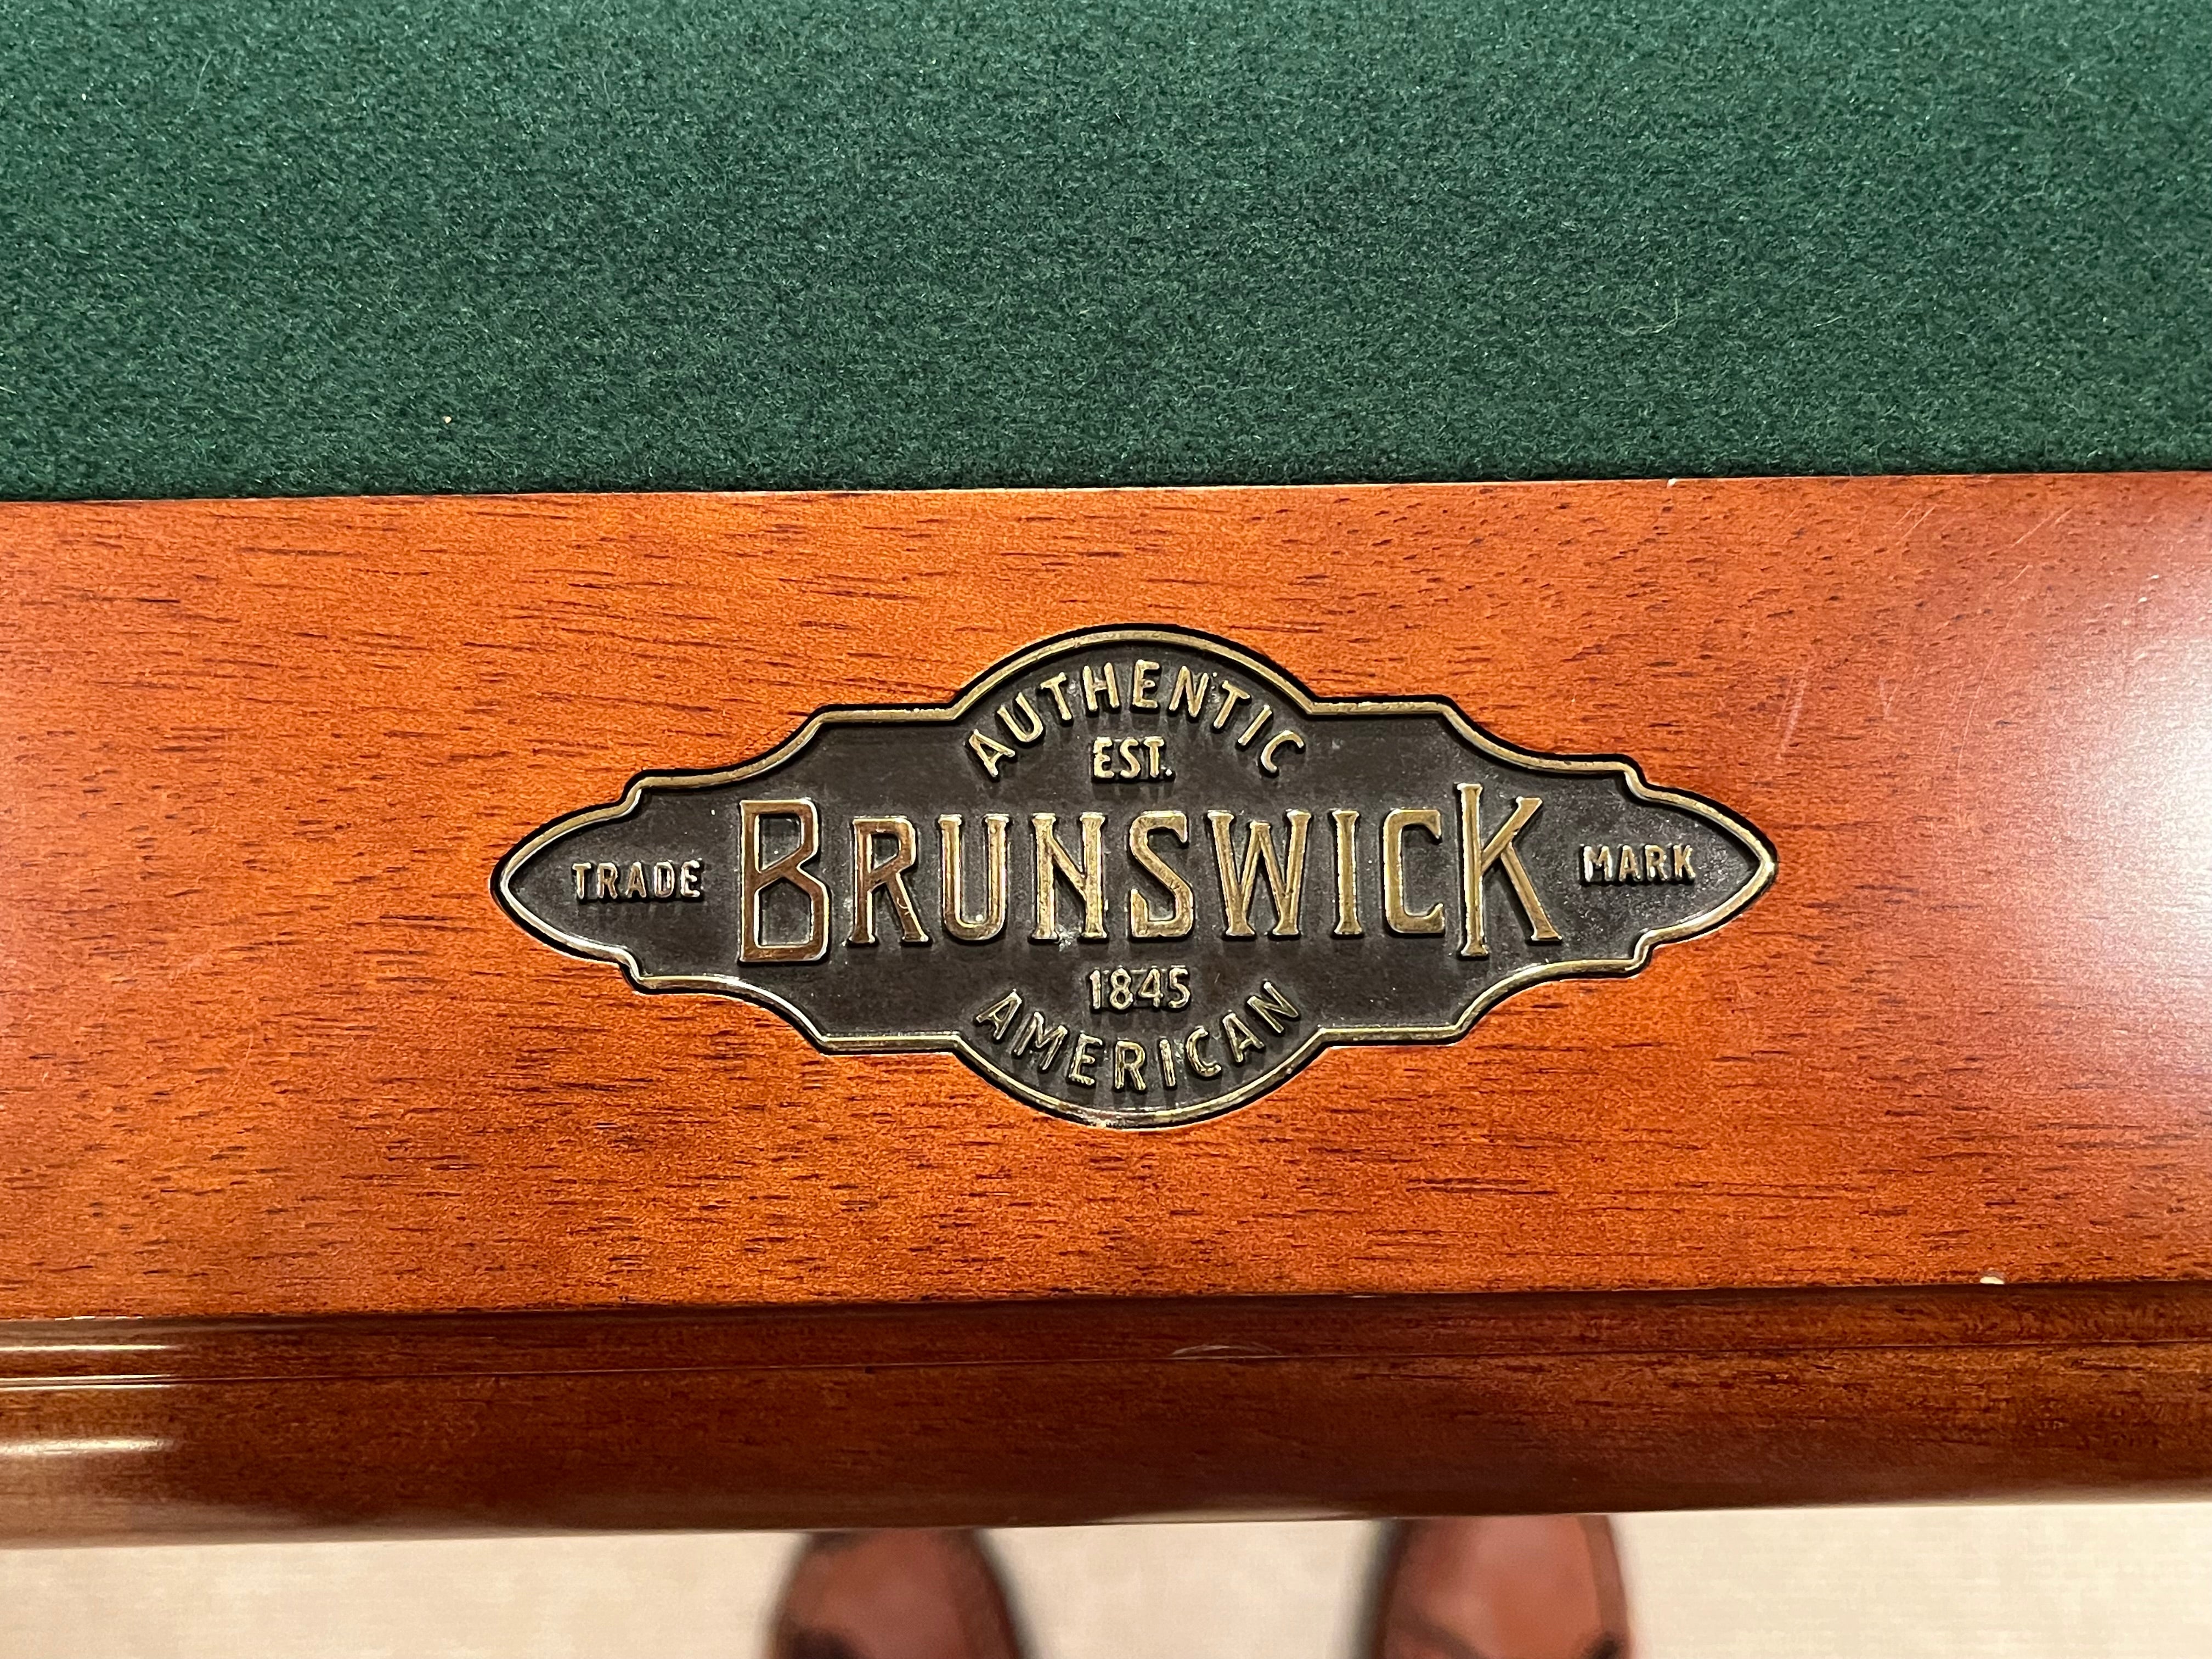 AUTHENTIC
EST.
TRADE BRUNSWICK MARK
1845
AMERICAN